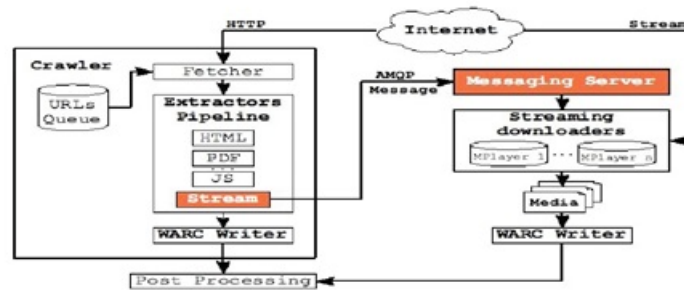 HTTP
Internet
Stream
Crawler
Fetcher
AMQP
Message
Messaging Server
URLs
Queue
Extractors
Pipeline
HTML
PDF
...
JS
Stream
Streaming
downloaders
MPlayer 1 ... MPlayer n
Media
WARC Writer
WARC Writer
Post Processing